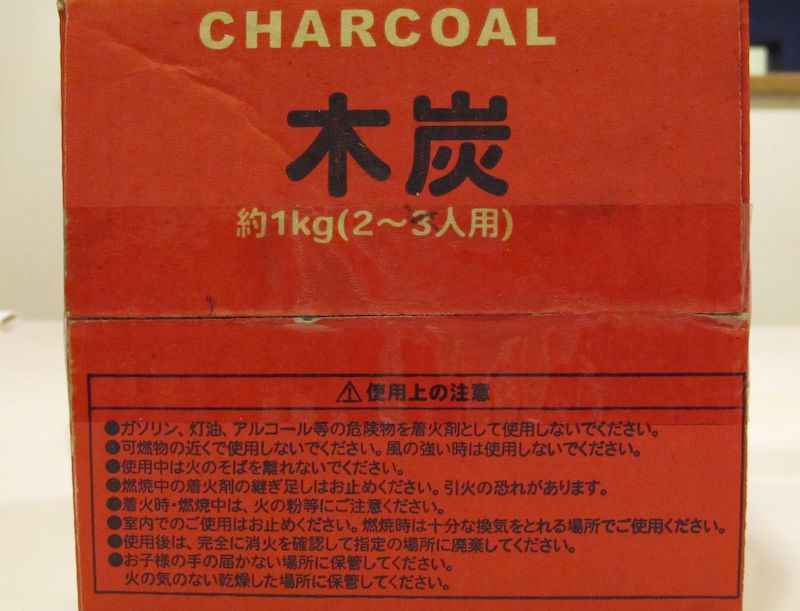 CHARCOAL
木炭
約1kg(2～3人用)
⚠使用上の注意
●ガソリン、灯油、アルコール等の危険物を着火剤として使用しないでください。
●可燃物の近くで使用しないでください。風の強い時は使用しないでください。
●使用中は火のそばを離れないでください。
●燃焼中の着火剤の継ぎ足しはお止めください。引火の恐れがあります。
●着火時・燃焼中は、火の粉等にご注意ください。
●室内でのご使用はお止めください。燃焼時は十分な換気をとれる場所でご使用ください。
●使用後は、完全に消火を確認して指定の場所に廃棄してください。
●お子様の手の届かない場所に保管してください。
火の気のない乾燥した場所に保管してください。